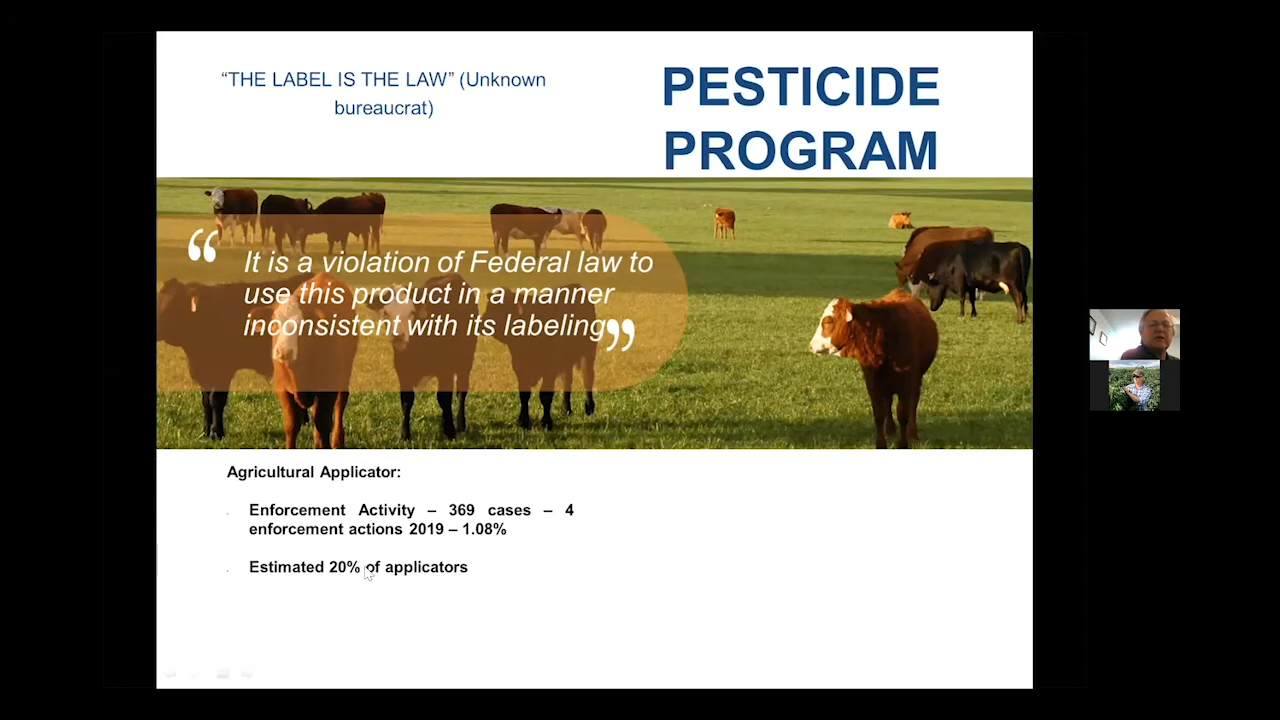 “THE LABEL IS THE LAW” (Unknown
bureaucrat)
PESTICIDE
PROGRAM
“ It is a violation of Federal law to
use this product in a manner
inconsistent with its labeling”
Agricultural Applicator:
Enforcement Activity – 369 cases – 4
enforcement actions 2019 – 1.08%
Estimated 20% of applicators